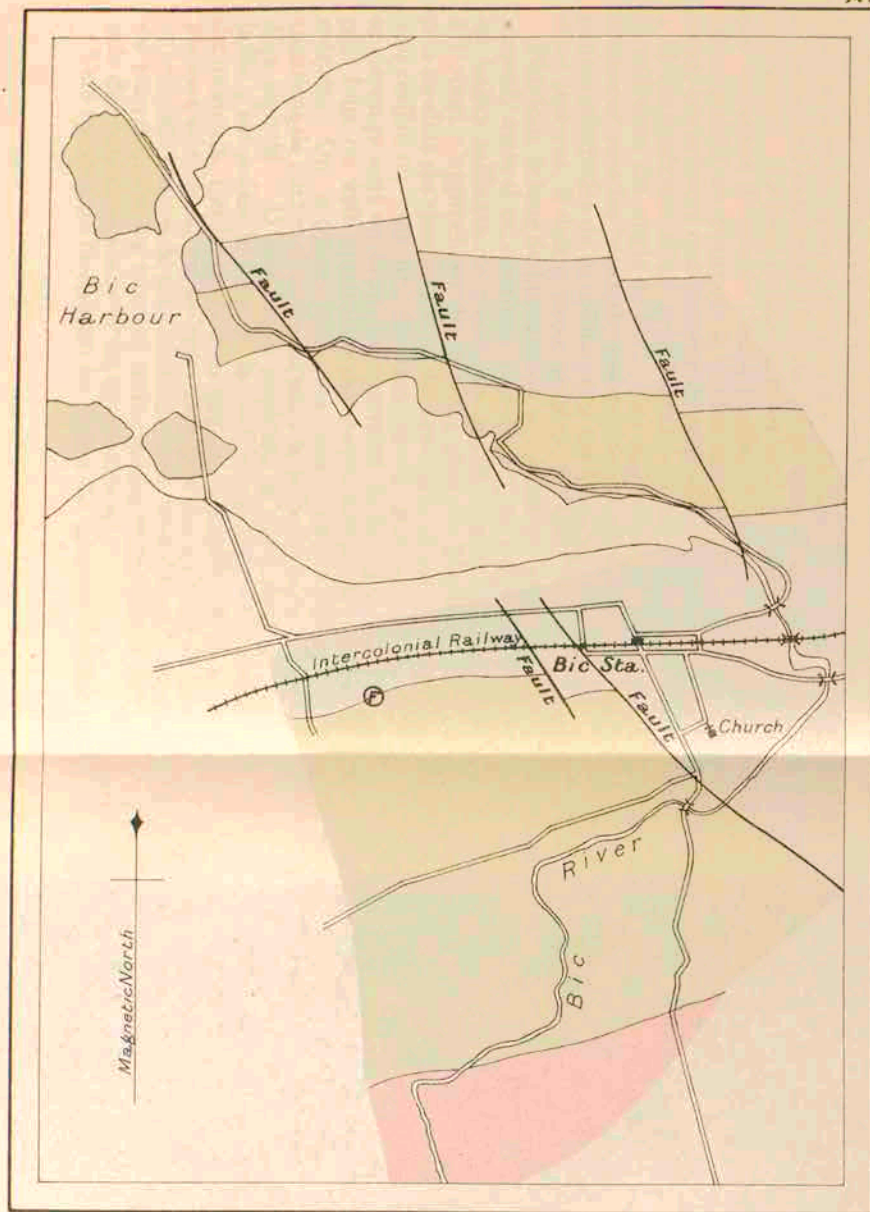 Bic
Harbour
Fault
Fault
Fault
Intercolonial Railway
Fault
Bic Sta.
Fault
Church
F
River
Bic
Magnetic North